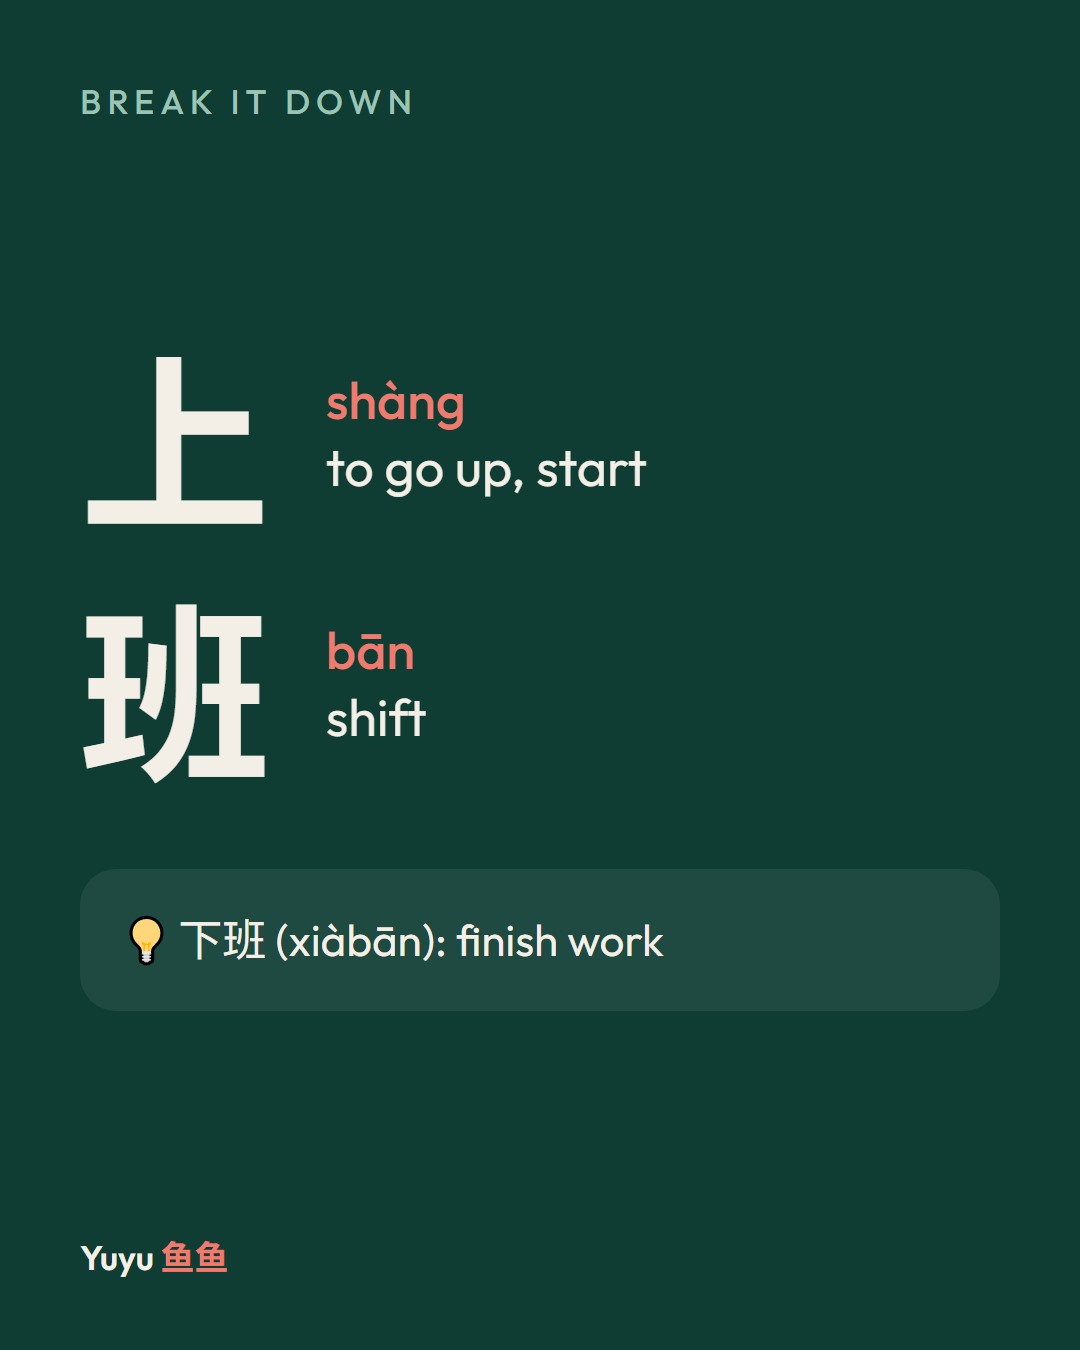 BREAK IT DOWN
上
shàng
to go up, start
班
bān
shift
💡 下班 (xiàbān): finish work
Yuyu 鱼鱼